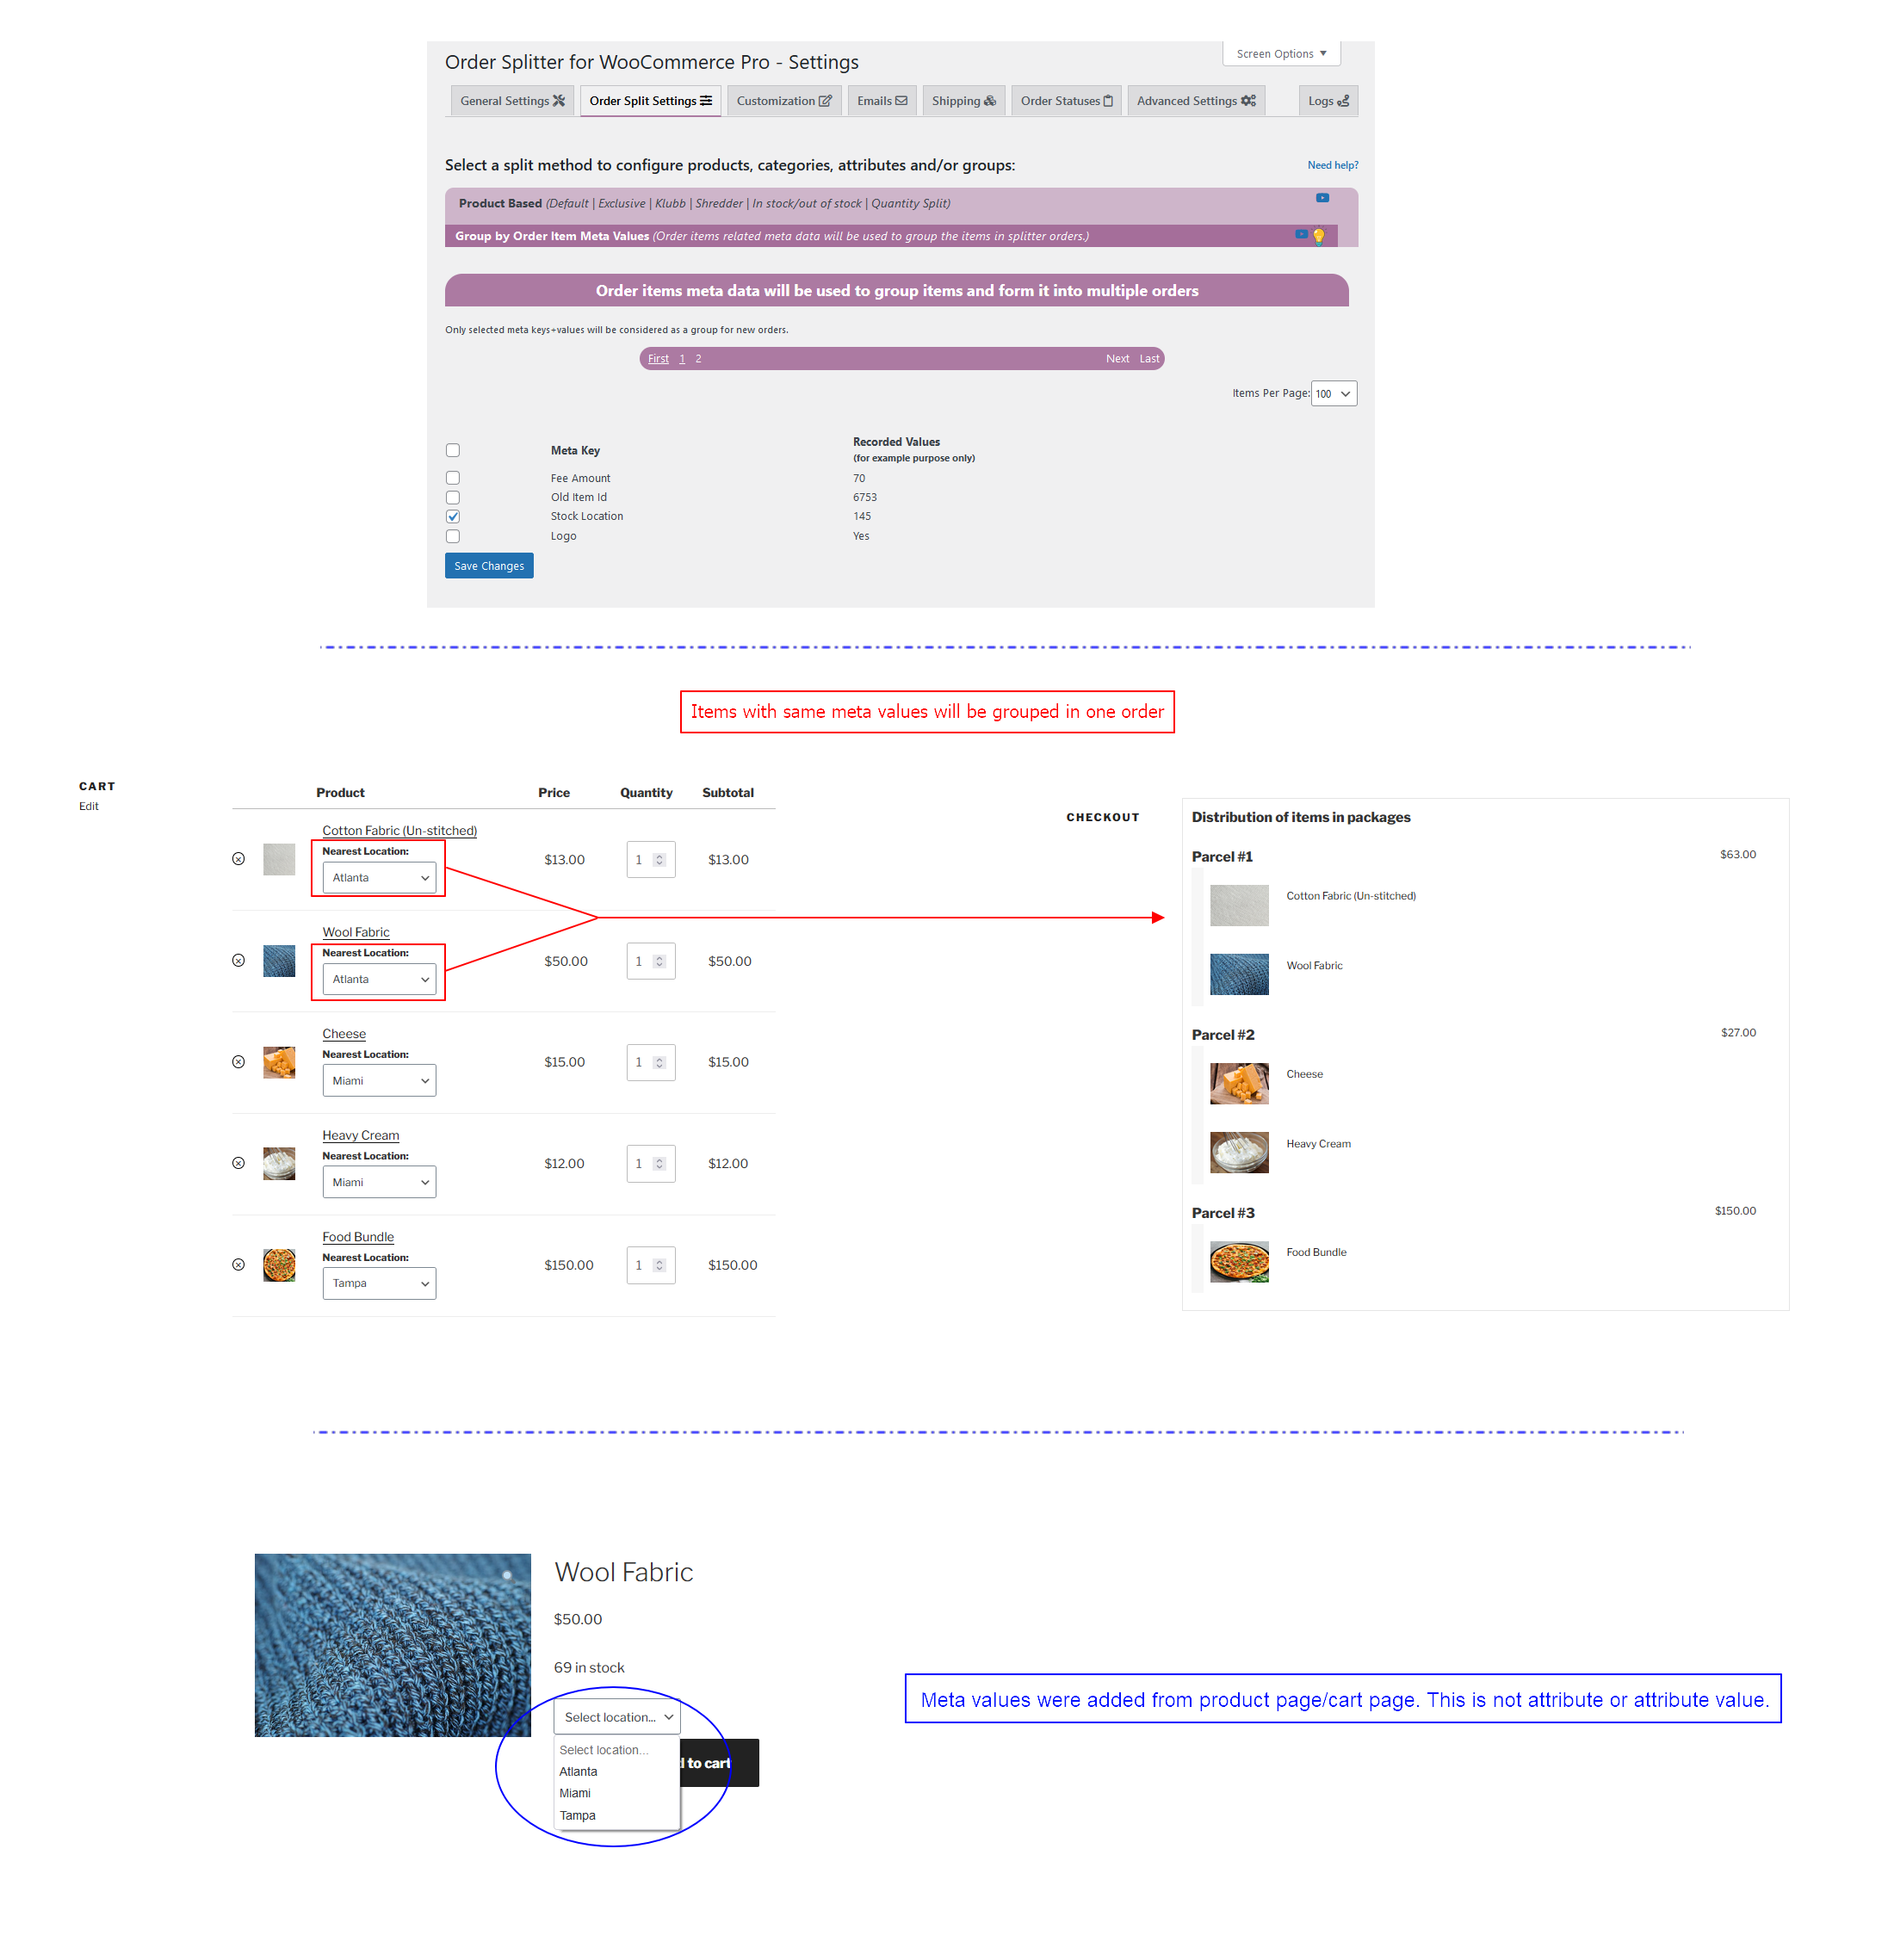 Screen Options
Order Splitter for WooCommerce Pro - Settings
General Settings
Order Split Settings
Customization
Emails
Shipping
Order Statuses
Advanced Settings
Logs
Select a split method to configure products, categories, attributes and/or groups:
Need help?
Product Based (Default | Exclusive | Klubb | Shredder | In stock/out of stock | Quantity Split)
Group by Order Item Meta Values (Order items related meta data will be used to group the items in splitter orders.)
Order items meta data will be used to group items and form it into multiple orders
Only selected meta keys÷values will be considered as a group for new orders.
First 1 2 Next Last
Items Per Page: 100
Meta Key
Recorded Values
(for example purpose only)
Fee Amount 70
Old Item Id 6753
Stock Location 145
Logo Yes
Save Changes
Items with same meta values will be grouped in one order
CART
Edit
Product Price Quantity Subtotal
Cotton Fabric (Un-stitched)
Nearest Location:
Atlanta
$13.00 1 $13.00
Wool Fabric
Nearest Location:
Atlanta
$50.00 1 $50.00
Cheese
Nearest Location:
Miami
$15.00 1 $15.00
Heavy Cream
Nearest Location:
Miami
$12.00 1 $12.00
Food Bundle
Nearest Location:
Tampa
$150.00 1 $150.00
CHECKOUT
Distribution of items in packages
Parcel #1 $63.00
Cotton Fabric (Un-stitched)
Wool Fabric
Parcel #2 $27.00
Cheese
Heavy Cream
Parcel #3 $150.00
Food Bundle
Wool Fabric
$50.00
69 in stock
Select location...
Select location...
Atlanta
Miami
Tampa
d to cart
Meta values were added from product page/cart page. This is not attribute or attribute value.